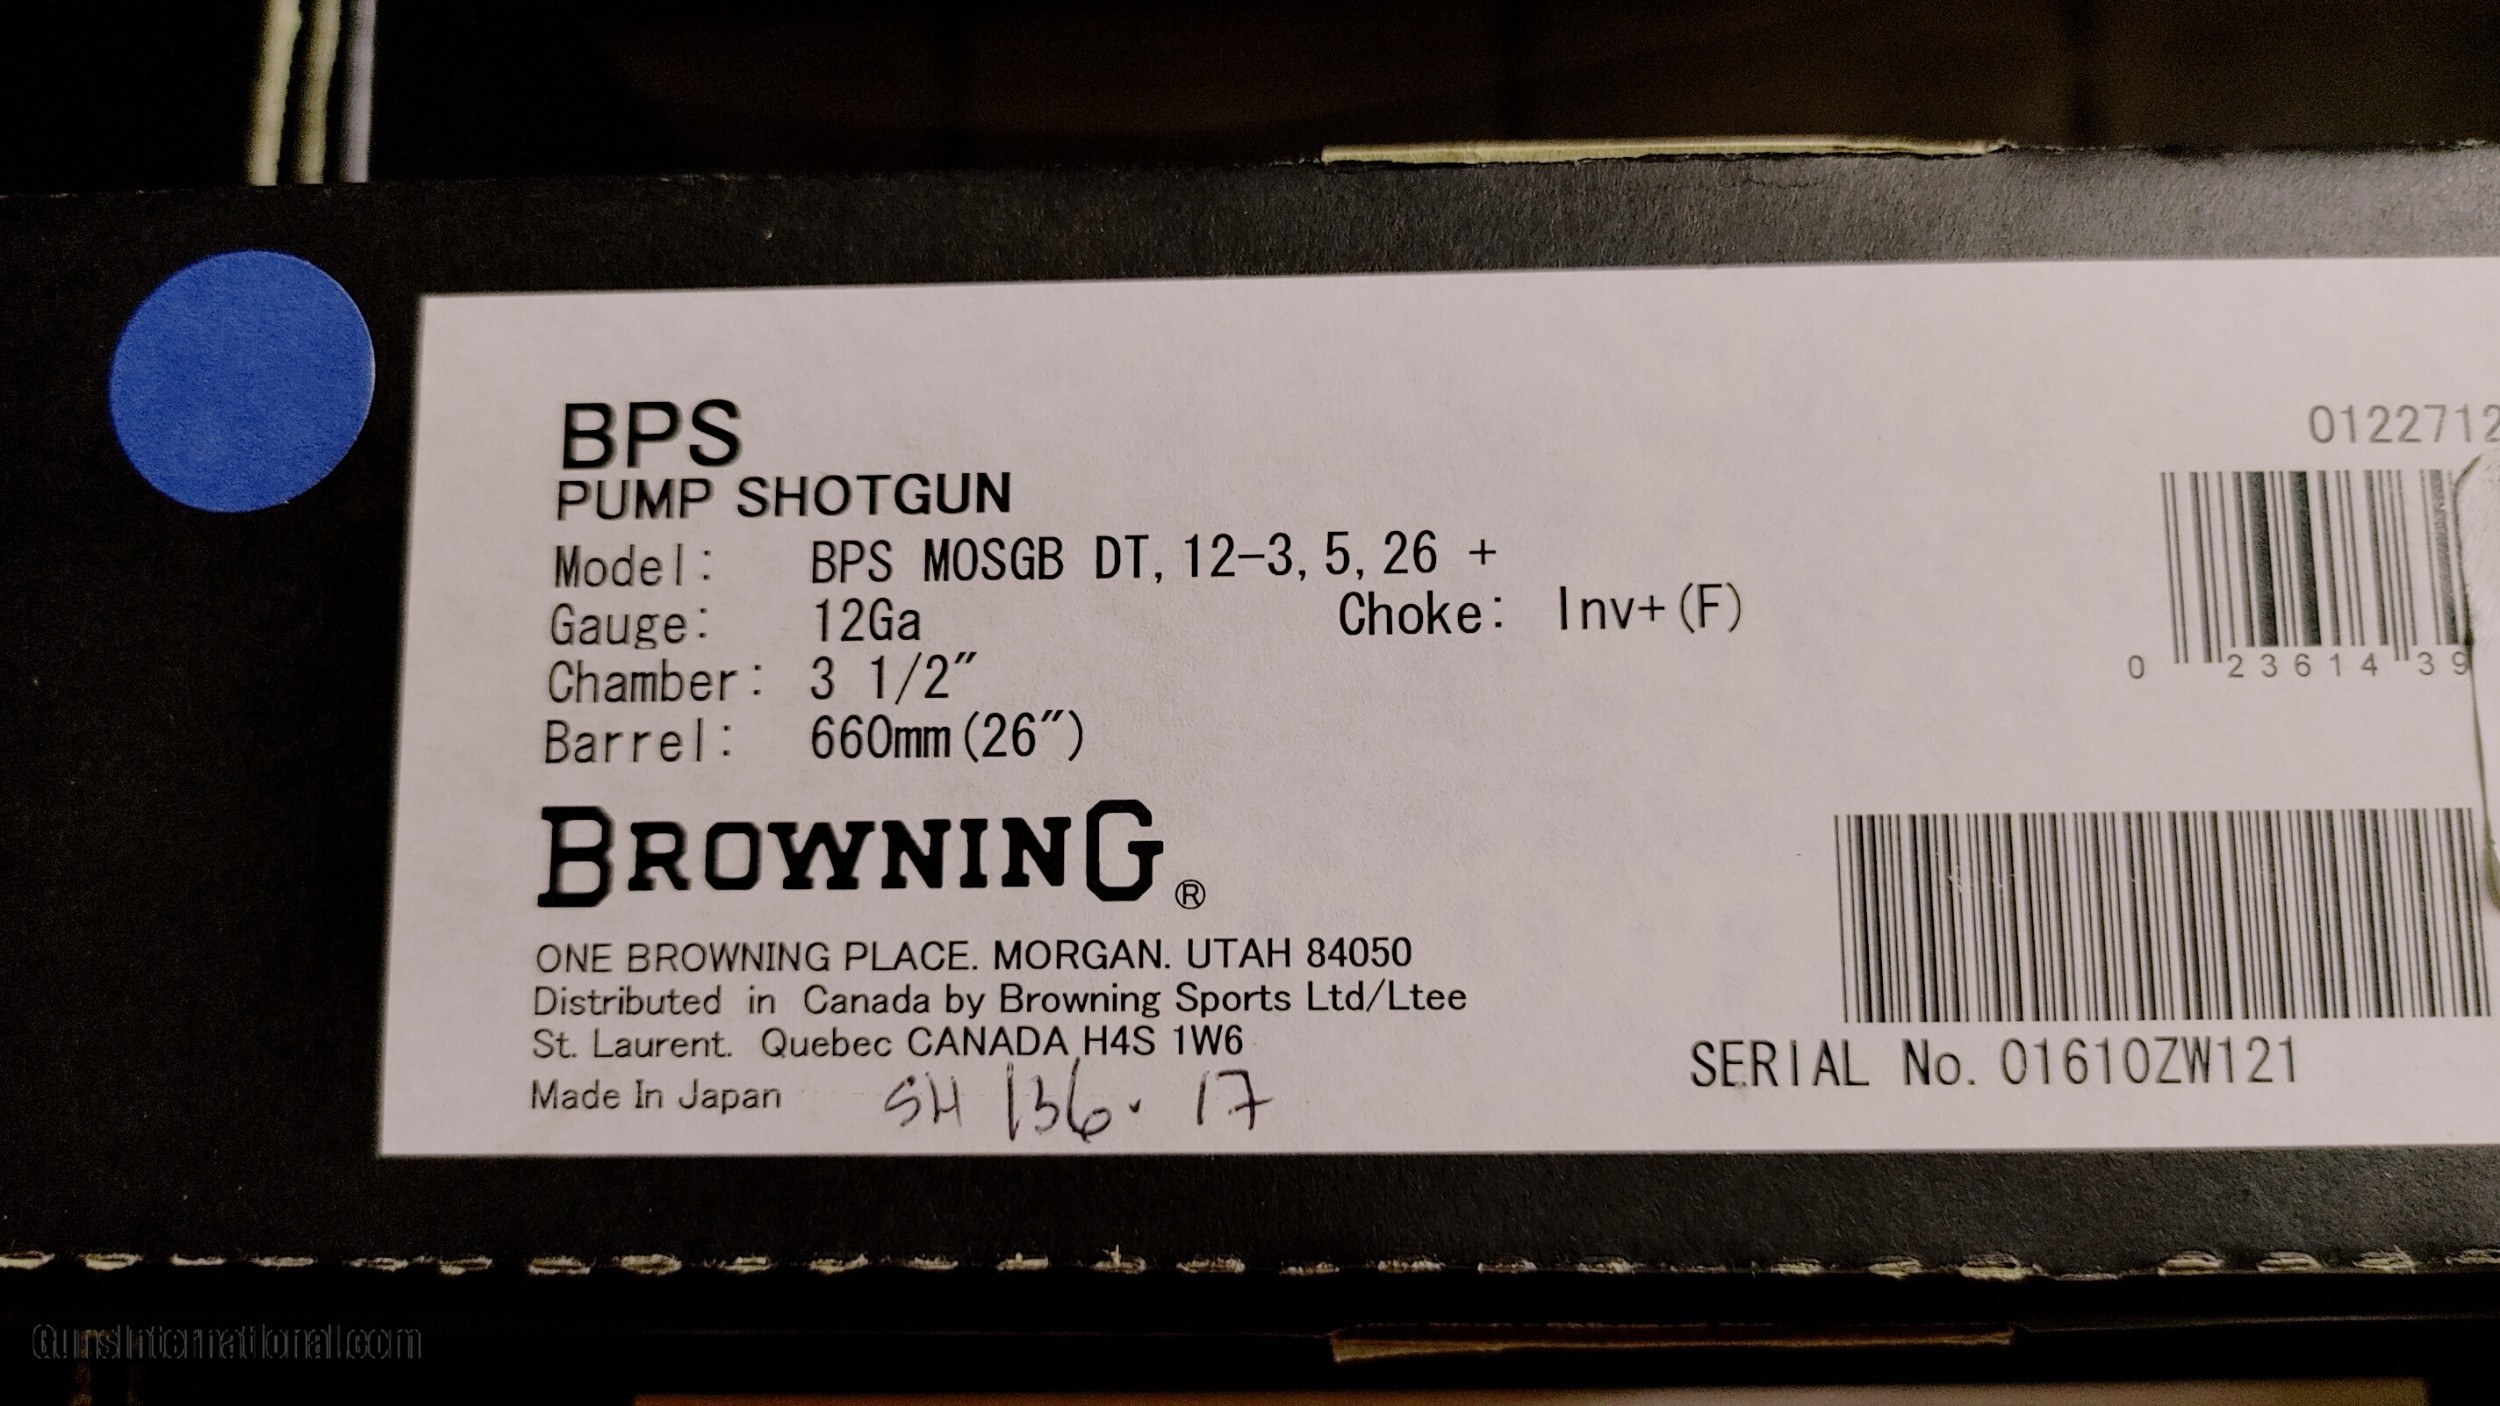 BPS
PUMP SHOTGUN
Model: BPS MOSGB DT, 12-3, 5, 26 +
Gauge: 12Ga Choke: Inv+(F)
Chamber: 3 1/2"
Barrel: 660mm(26")
BROWNING®
ONE BROWNING PLACE. MORGAN. UTAH 84050
Distributed in Canada by Browning Sports Ltd/Ltee
St. Laurent. Quebec CANADA H4S 1W6
Made In Japan SH 136. 17
0122712
0 23614 39
SERIAL No. 01610ZW121
GunsInternational.com